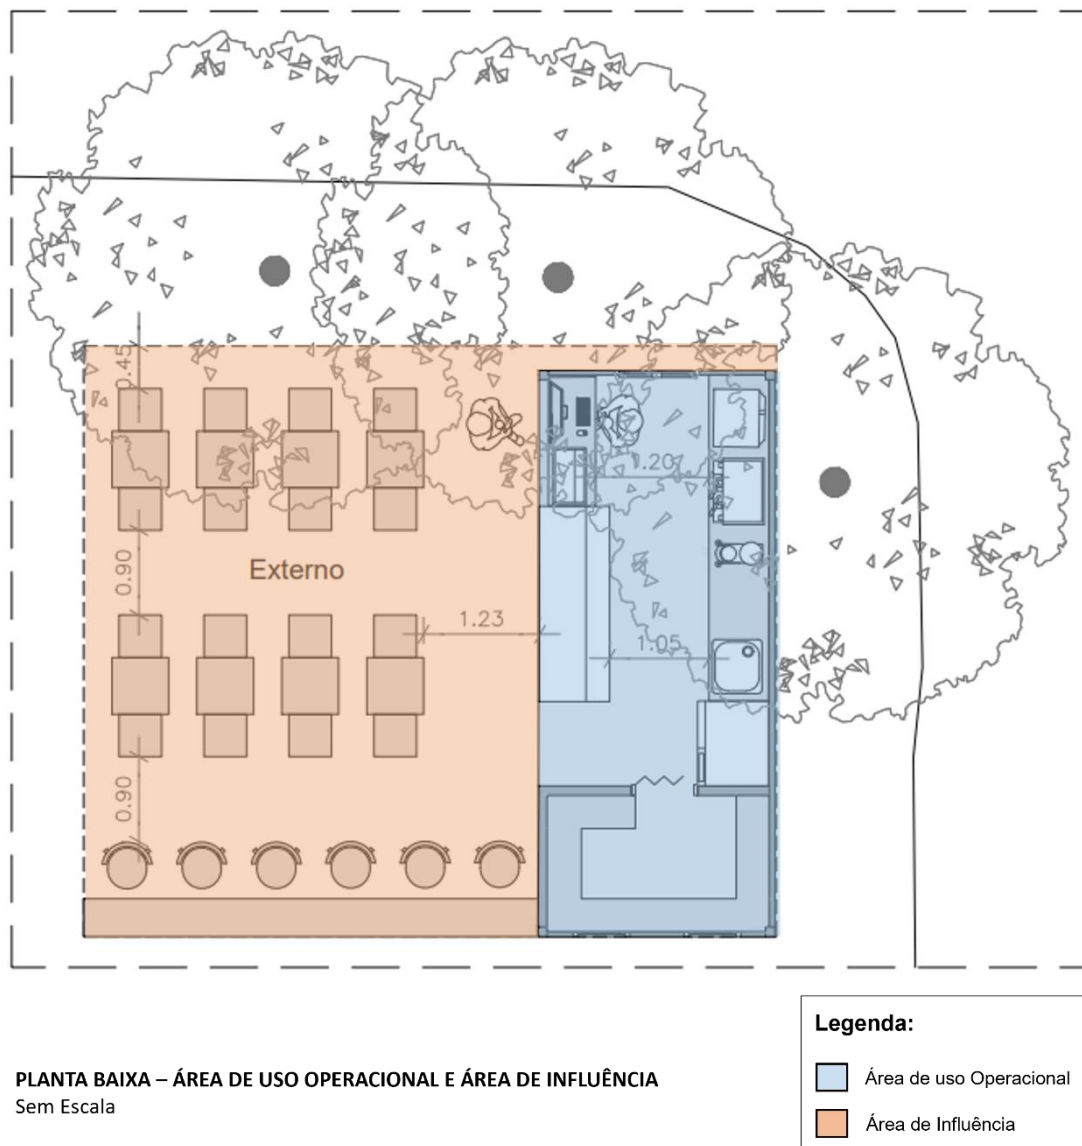 0.45
1.20
0.90
Externo
1.23
1.05
0.90
PLANTA BAIXA – ÁREA DE USO OPERACIONAL E ÁREA DE INFLUÊNCIA
Sem Escala
Legenda:
Área de uso Operacional
Área de Influência